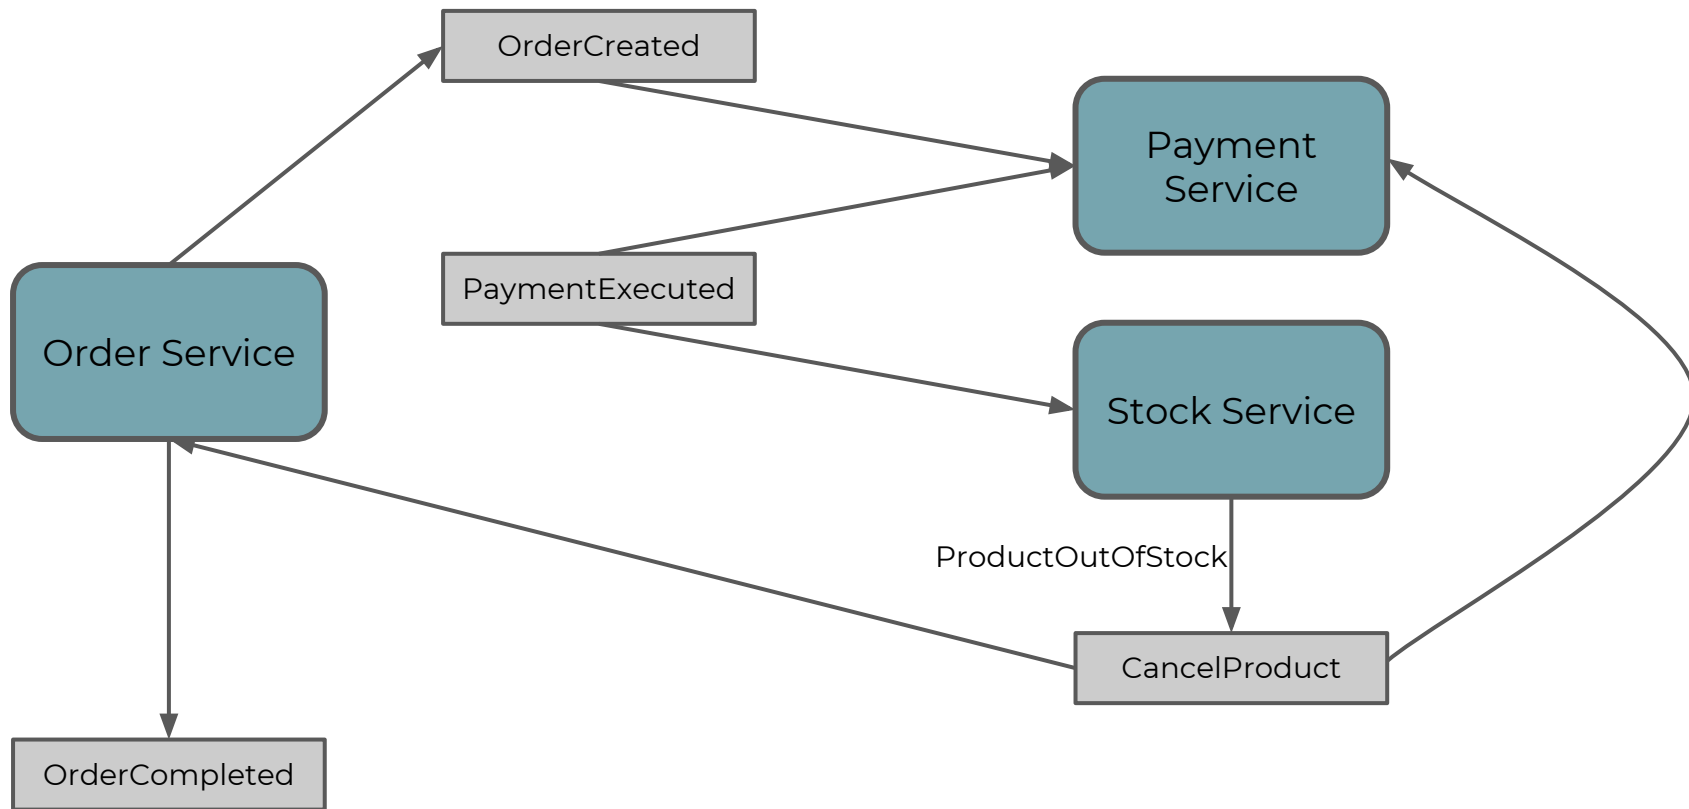 OrderCreated
Payment
Service
PaymentExecuted
Order Service
Stock Service
ProductOutOfStock
CancelProduct
OrderCompleted